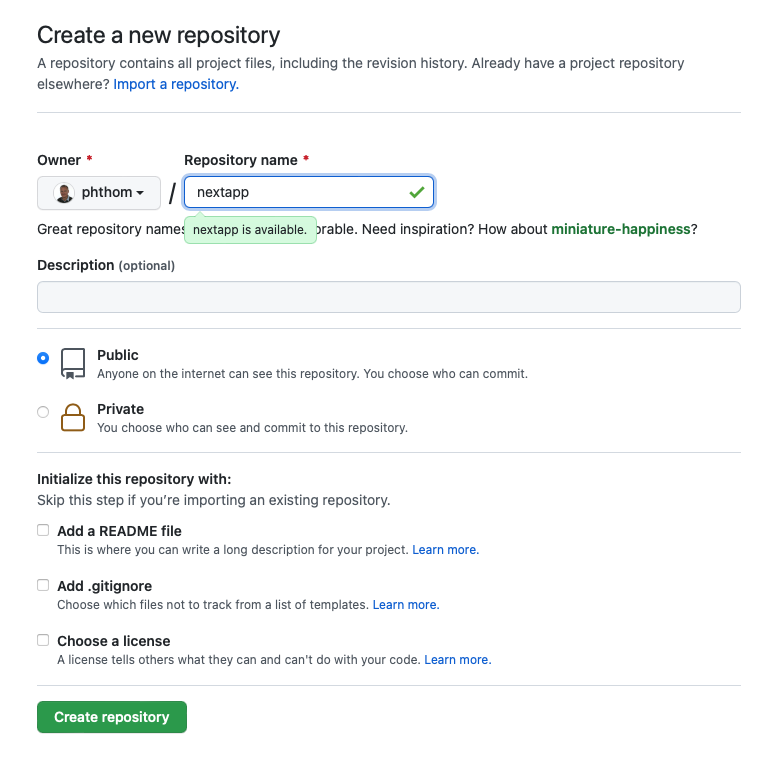 Create a new repository
A repository contains all project files, including the revision history. Already have a project repository
elsewhere? Import a repository.
Owner * Repository name *
phthom / nextapp
Great repository names nextapp is available. orable. Need inspiration? How about miniature-happiness?
Description (optional)
Public
Anyone on the internet can see this repository. You choose who can commit.
Private
You choose who can see and commit to this repository.
Initialize this repository with:
Skip this step if you’re importing an existing repository.
Add a README file
This is where you can write a long description for your project. Learn more.
Add .gitignore
Choose which files not to track from a list of templates. Learn more.
Choose a license
A license tells others what they can and can't do with your code. Learn more.
Create repository